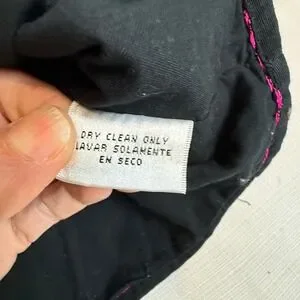 DRY CLEAN ONLY
LAVAR SOLAMENTE
EN SECO